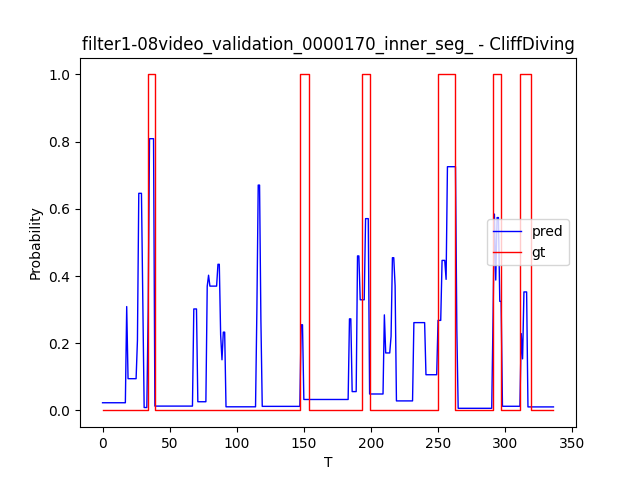 filter1-08video_validation_0000170_inner_seg_ - CliffDiving
1.0
0.8
0.6
0.4
0.2
0.0
Probability
pred
gt
0 50 100 150 200 250 300 350
T